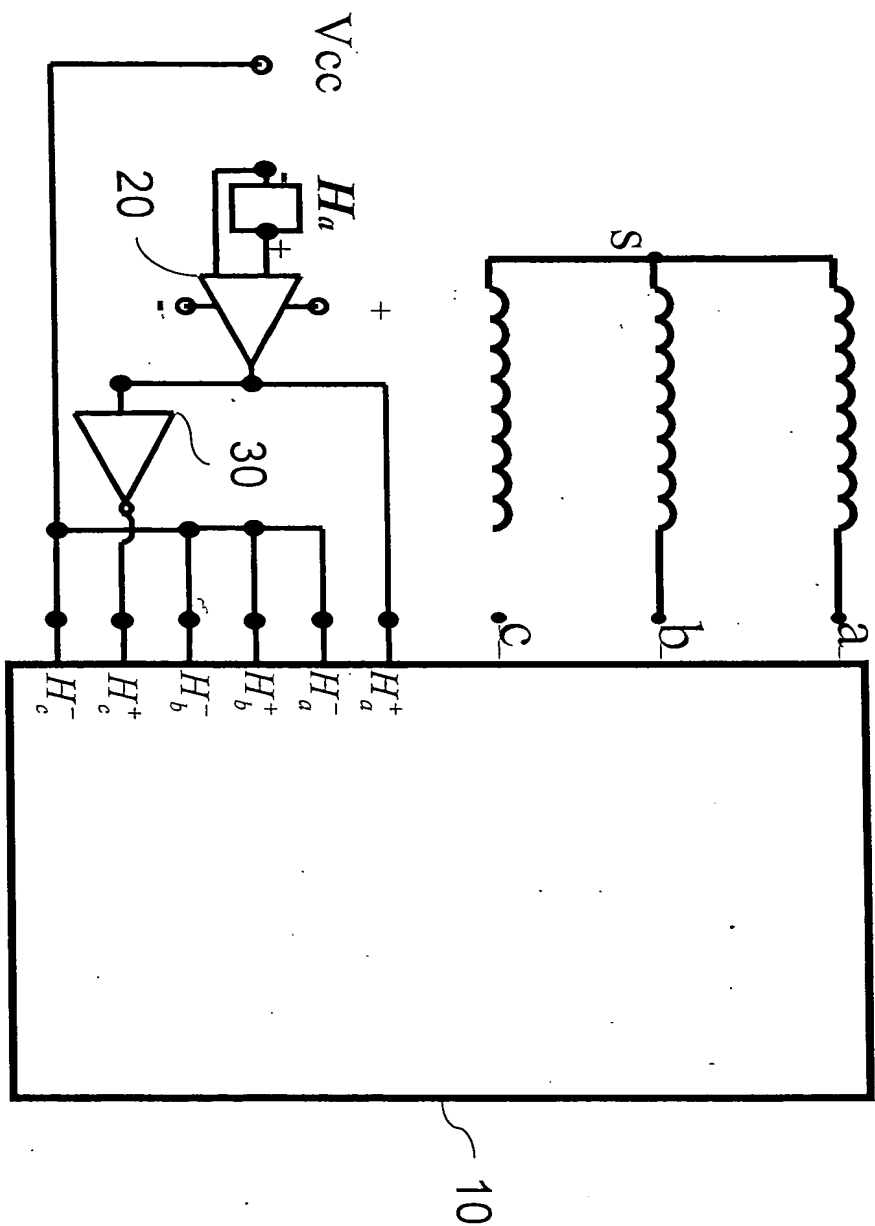 Vcc
H_a
-
+
20
+
-
30
s
a
b
c
H_a^+
H_a^-
H_b^+
H_b^-
H_c^+
H_c^-
10